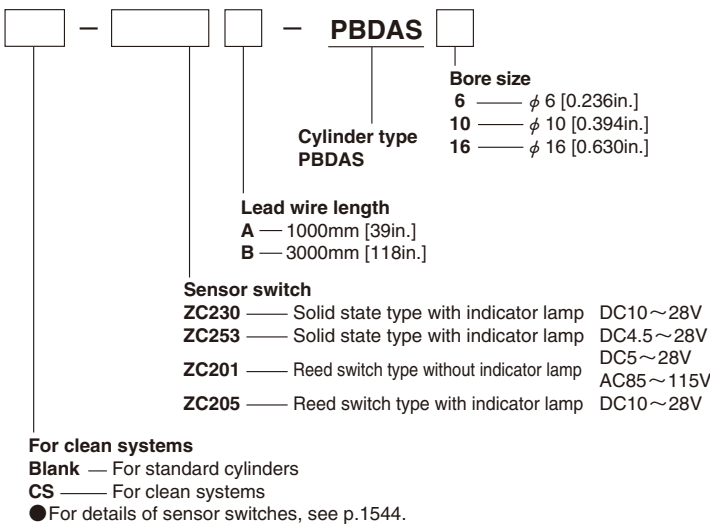 – – PBDAS
Bore size
6 —— φ 6 [0.236in.]
10 —— φ 10 [0.394in.]
16 —— φ 16 [0.630in.]
Cylinder type
PBDAS
Lead wire length
A — 1000mm [39in.]
B — 3000mm [118in.]
Sensor switch
ZC230 —— Solid state type with indicator lamp DC10～28V
ZC253 —— Solid state type with indicator lamp DC4.5～28V
ZC201 —— Reed switch type without indicator lamp DC5～28V
AC85～115V
ZC205 —— Reed switch type with indicator lamp DC10～28V
For clean systems
Blank — For standard cylinders
CS —— For clean systems
●For details of sensor switches, see p.1544.